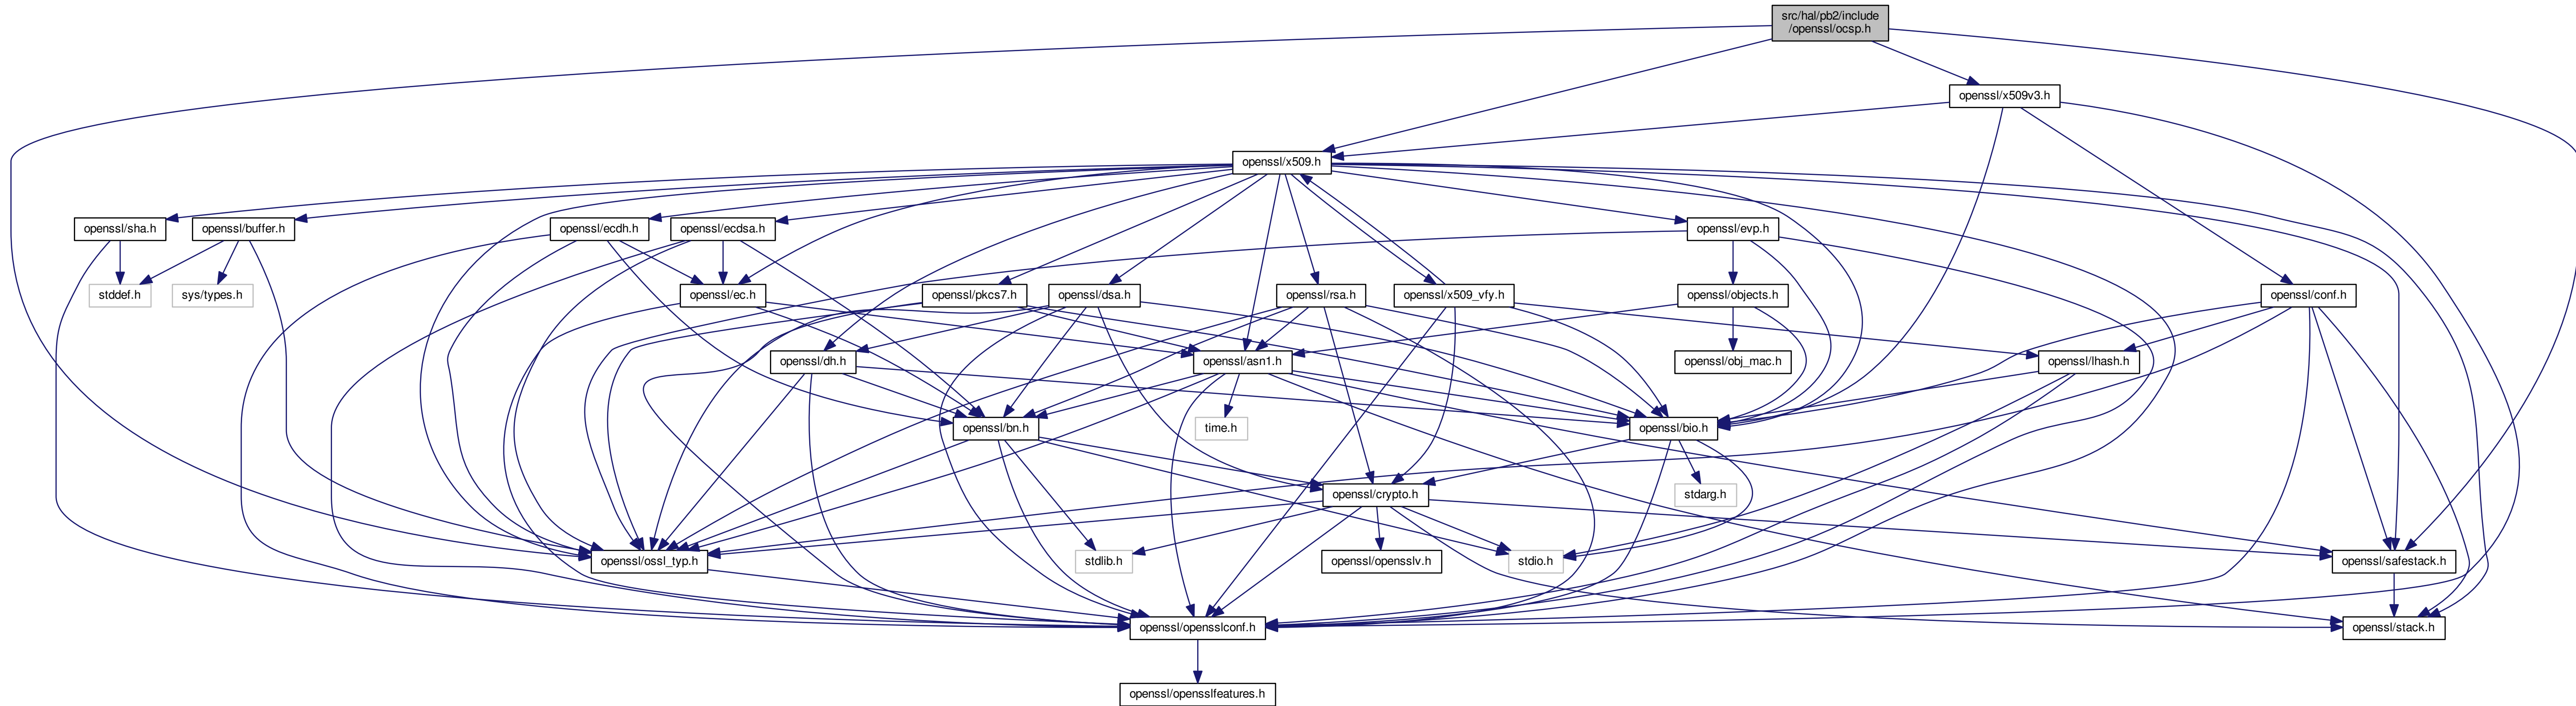 src/hal/pb2/include
/openssl/ocsp.h
openssl/x509v3.h
openssl/x509.h
openssl/sha.h
openssl/buffer.h
openssl/ecdh.h
openssl/ecdsa.h
openssl/evp.h
stddef.h
sys/types.h
openssl/ec.h
openssl/pkcs7.h
openssl/dsa.h
openssl/rsa.h
openssl/x509_vfy.h
openssl/objects.h
openssl/conf.h
openssl/dh.h
openssl/asn1.h
openssl/obj_mac.h
openssl/lhash.h
openssl/bn.h
time.h
openssl/bio.h
openssl/crypto.h
stdarg.h
openssl/ossl_typ.h
stdlib.h
openssl/opensslv.h
stdio.h
openssl/safestack.h
openssl/opensslconf.h
openssl/stack.h
openssl/opensslfeatures.h